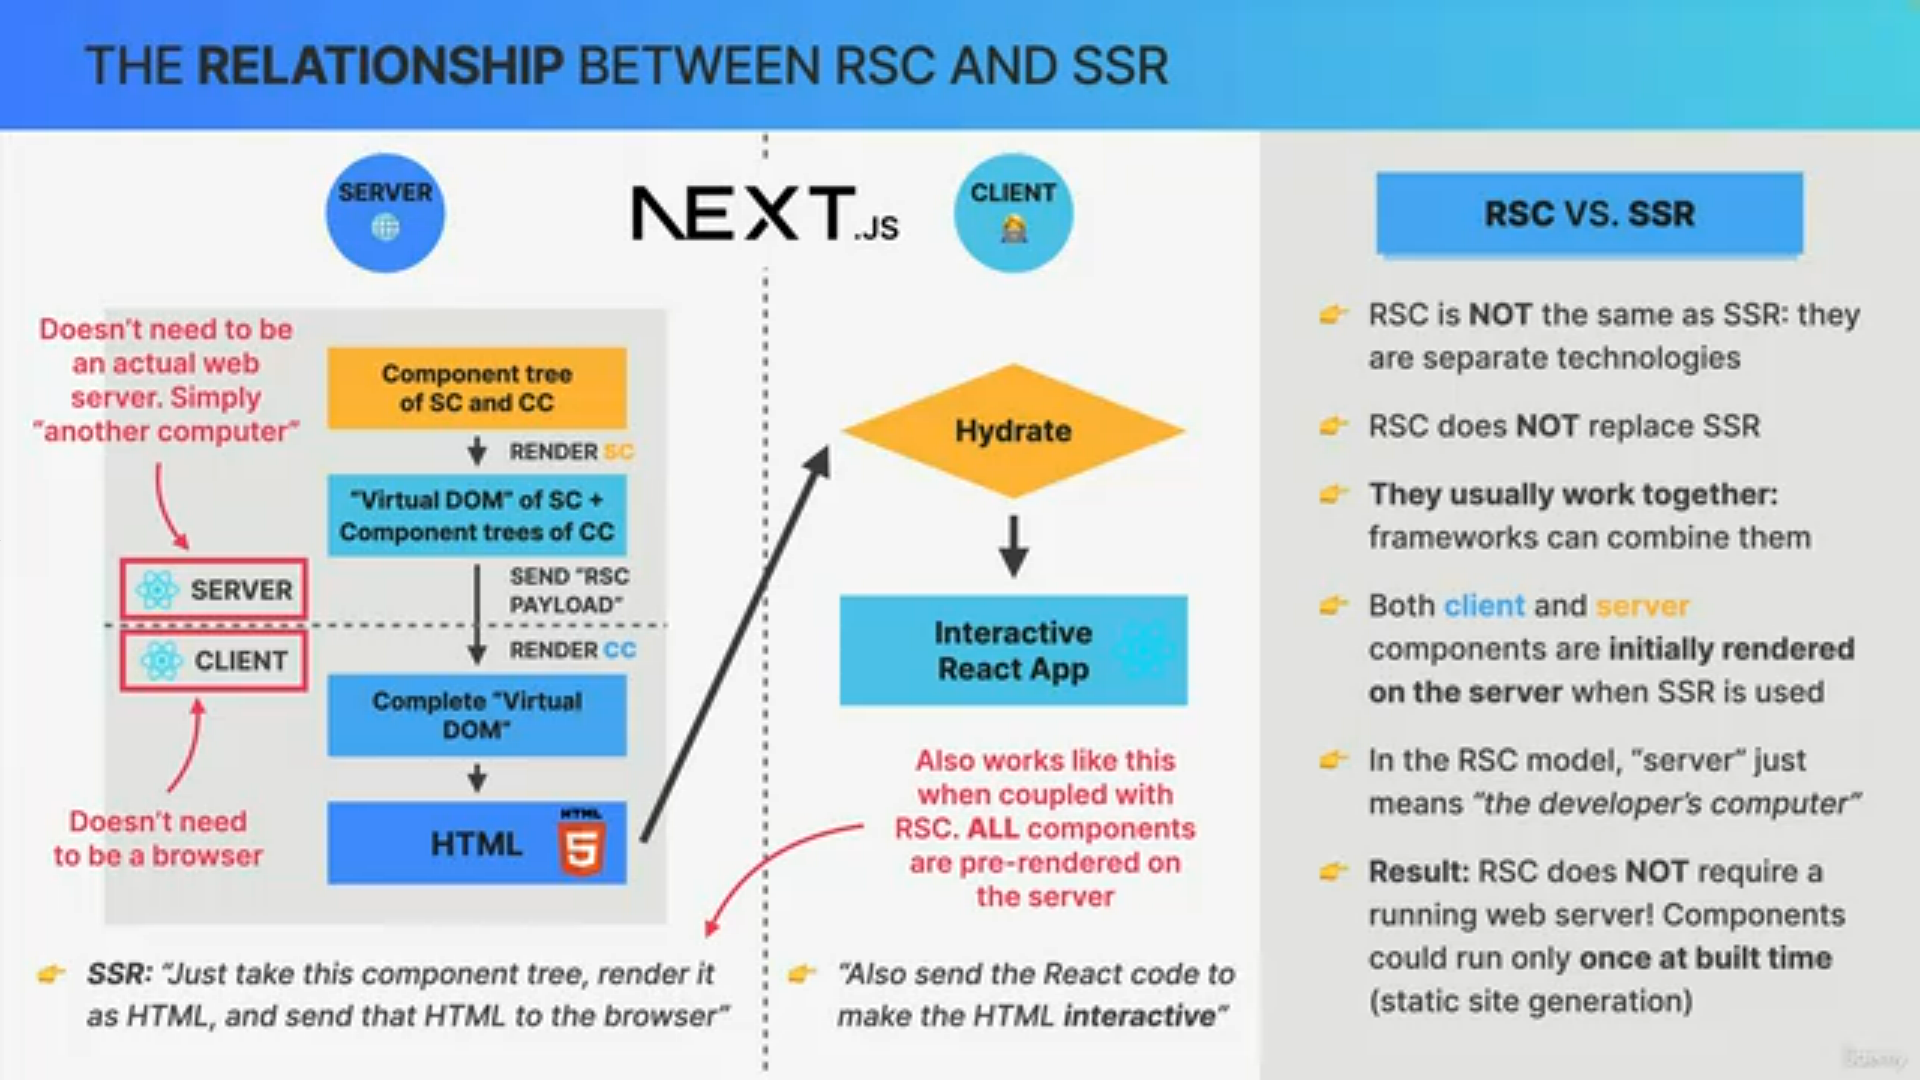 THE RELATIONSHIP BETWEEN RSC AND SSR
SERVER
NEXT.JS
CLIENT
Doesn't need to be
an actual web
server. Simply
"another computer"
Component tree
of SC and CC
RENDER SC
"Virtual DOM" of SC +
Component trees of CC
SEND "RSC
PAYLOAD"
SERVER
CLIENT
RENDER CC
Complete "Virtual
DOM"
HTML
HTML
5
Doesn't need
to be a browser
SSR: "Just take this component tree, render it
as HTML, and send that HTML to the browser"
Hydrate
Interactive
React App
Also works like this
when coupled with
RSC. ALL components
are pre-rendered on
the server
"Also send the React code to
make the HTML interactive"
RSC VS. SSR
RSC is NOT the same as SSR: they
are separate technologies
RSC does NOT replace SSR
They usually work together:
frameworks can combine them
Both client and server
components are initially rendered
on the server when SSR is used
In the RSC model, "server" just
means "the developer's computer"
Result: RSC does NOT require a
running web server! Components
could run only once at built time
(static site generation)
Udemy